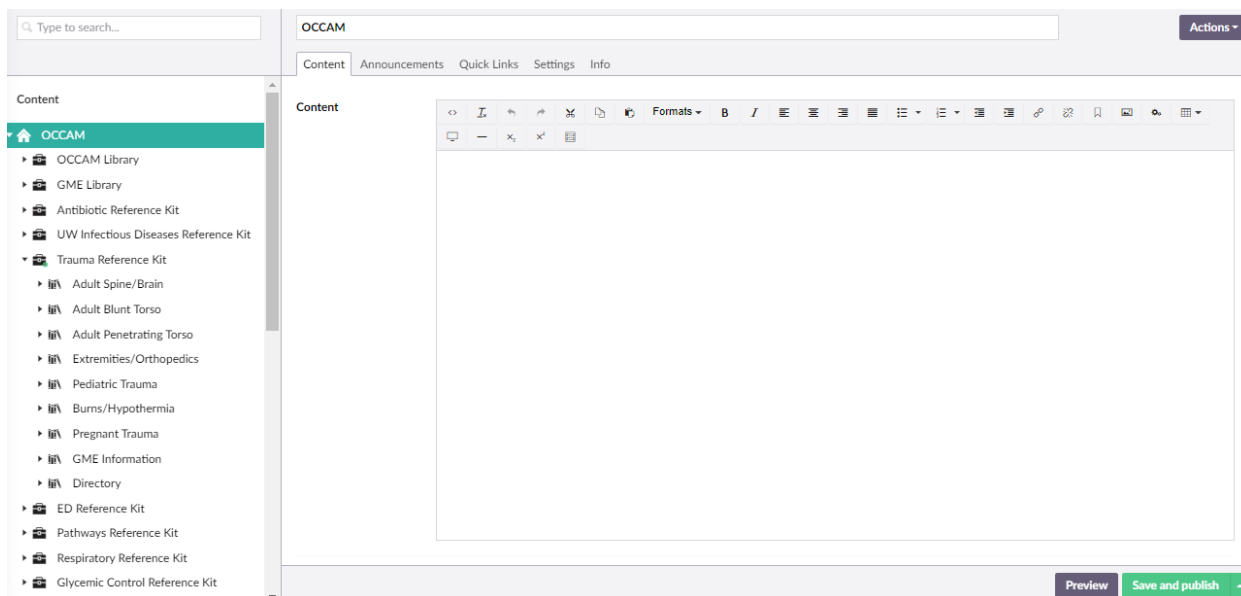 Type to search...
Content
OCCAM
OCCAM Library
GME Library
Antibiotic Reference Kit
UW Infectious Diseases Reference Kit
Trauma Reference Kit
Adult Spine/Brain
Adult Blunt Torso
Adult Penetrating Torso
Extremities/Orthopedics
Pediatric Trauma
Burns/Hypothermia
Pregnant Trauma
GME Information
Directory
ED Reference Kit
Pathways Reference Kit
Respiratory Reference Kit
Glycemic Control Reference Kit
OCCAM
Actions
Content Announcements Quick Links Settings Info
Content
Formats B I
Preview Save and publish